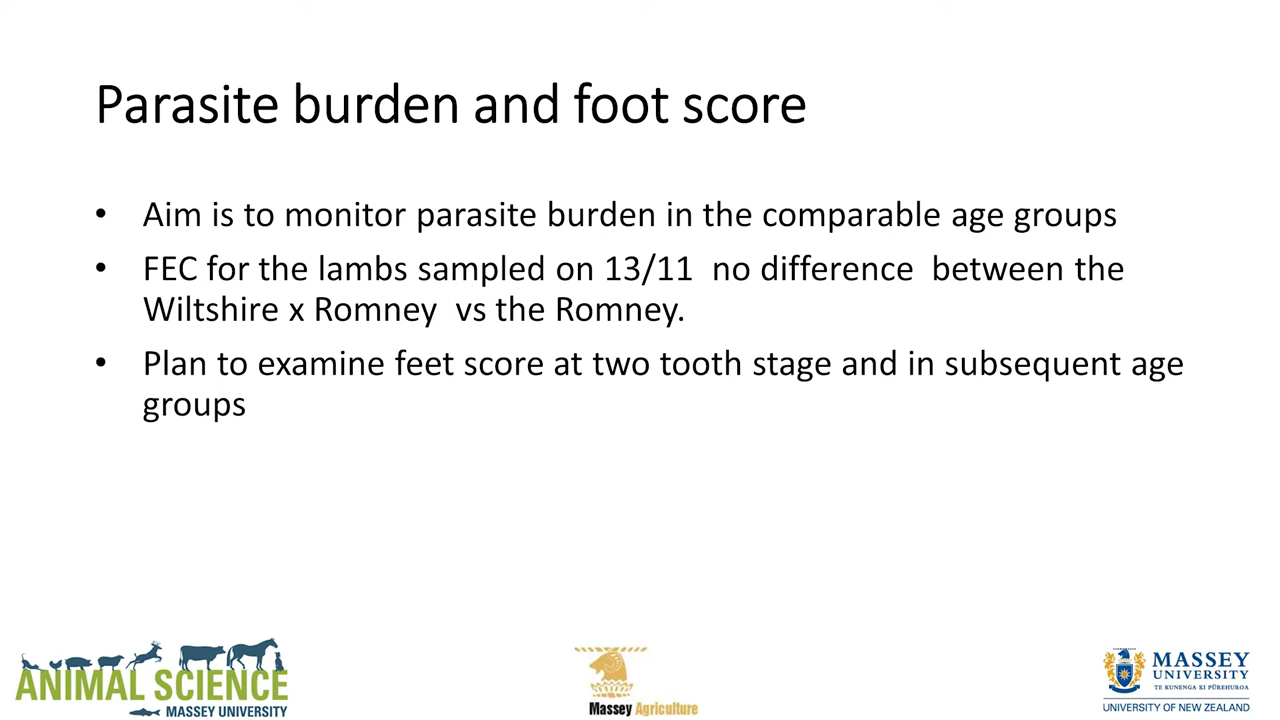 Parasite burden and foot score
• Aim is to monitor parasite burden in the comparable age groups
• FEC for the lambs sampled on 13/11  no difference  between the
Wiltshire x Romney  vs the Romney.
• Plan to examine feet score at two tooth stage and in subsequent age
groups
ANIMAL SCIENCE
MASSEY UNIVERSITY
Massey Agriculture
MASSEY
UNIVERSITY
TE KUNENGA KI PŪREHUROA
UNIVERSITY OF NEW ZEALAND